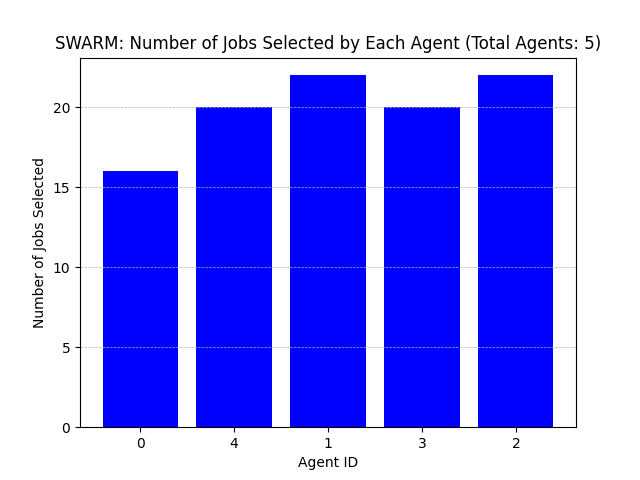 SWARM: Number of Jobs Selected by Each Agent (Total Agents: 5)
Number of Jobs Selected
20
15
10
5
0
0 4 1 3 2
Agent ID